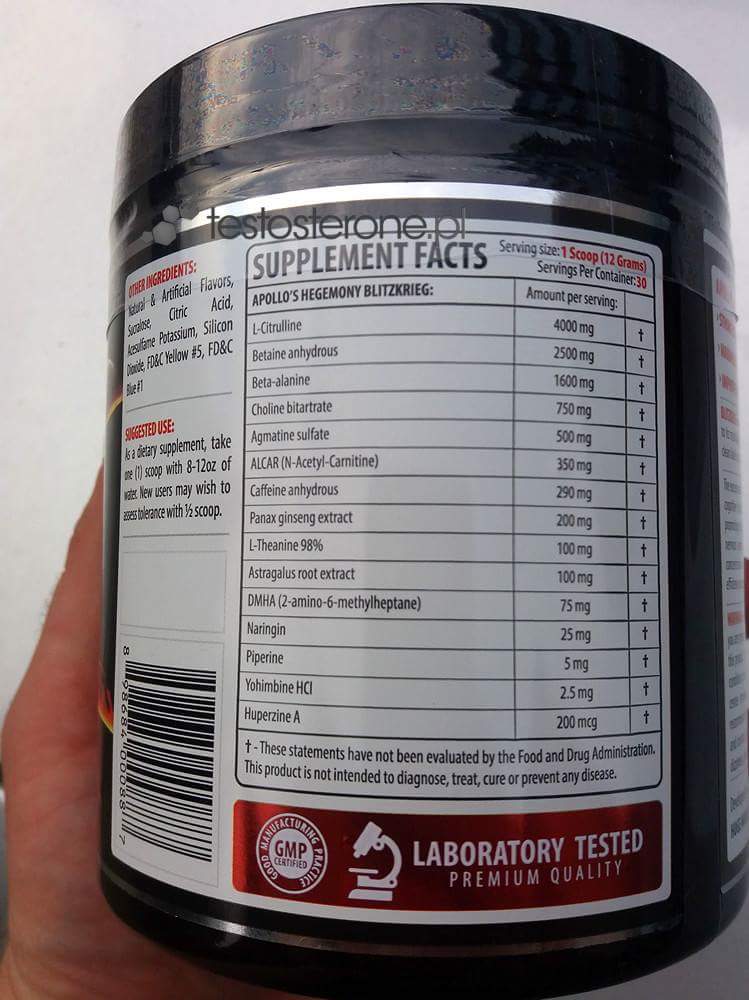 testosterone.pl
OTHER INGREDIENTS:
Natural & Artificial Flavors,
Sucralose, Citric Acid,
Acesulfame Potassium, Silicon
Dioxide, FD&C Yellow #5, FD&C
Blue #1
SUGGESTED USE:
As a dietary supplement, take
one (1) scoop with 8-12oz of
water. New users may wish to
assess tolerance with ½ scoop.
8 98684 00088 7
SUPPLEMENT FACTS
Serving size:1 Scoop (12 Grams)
Servings Per Container:30
APOLLO'S HEGEMONY BLITZKRIEG: Amount per serving:
L-Citrulline 4000 mg †
Betaine anhydrous 2500 mg †
Beta-alanine 1600 mg †
Choline bitartrate 750 mg †
Agmatine sulfate 500 mg †
ALCAR (N-Acetyl-Carnitine) 350 mg †
Caffeine anhydrous 290 mg †
Panax ginseng extract 200 mg †
L-Theanine 98% 100 mg †
Astragalus root extract 100 mg †
DMHA (2-amino-6-methylheptane) 75 mg †
Naringin 25 mg †
Piperine 5 mg †
Yohimbine HCl 2.5 mg †
Huperzine A 200 mcg †
† - These statements have not been evaluated by the Food and Drug Administration.
This product is not intended to diagnose, treat, cure or prevent any disease.
GOOD MANUFACTURING PRACTICE
GMP
CERTIFIED
LABORATORY TESTED
PREMIUM QUALITY